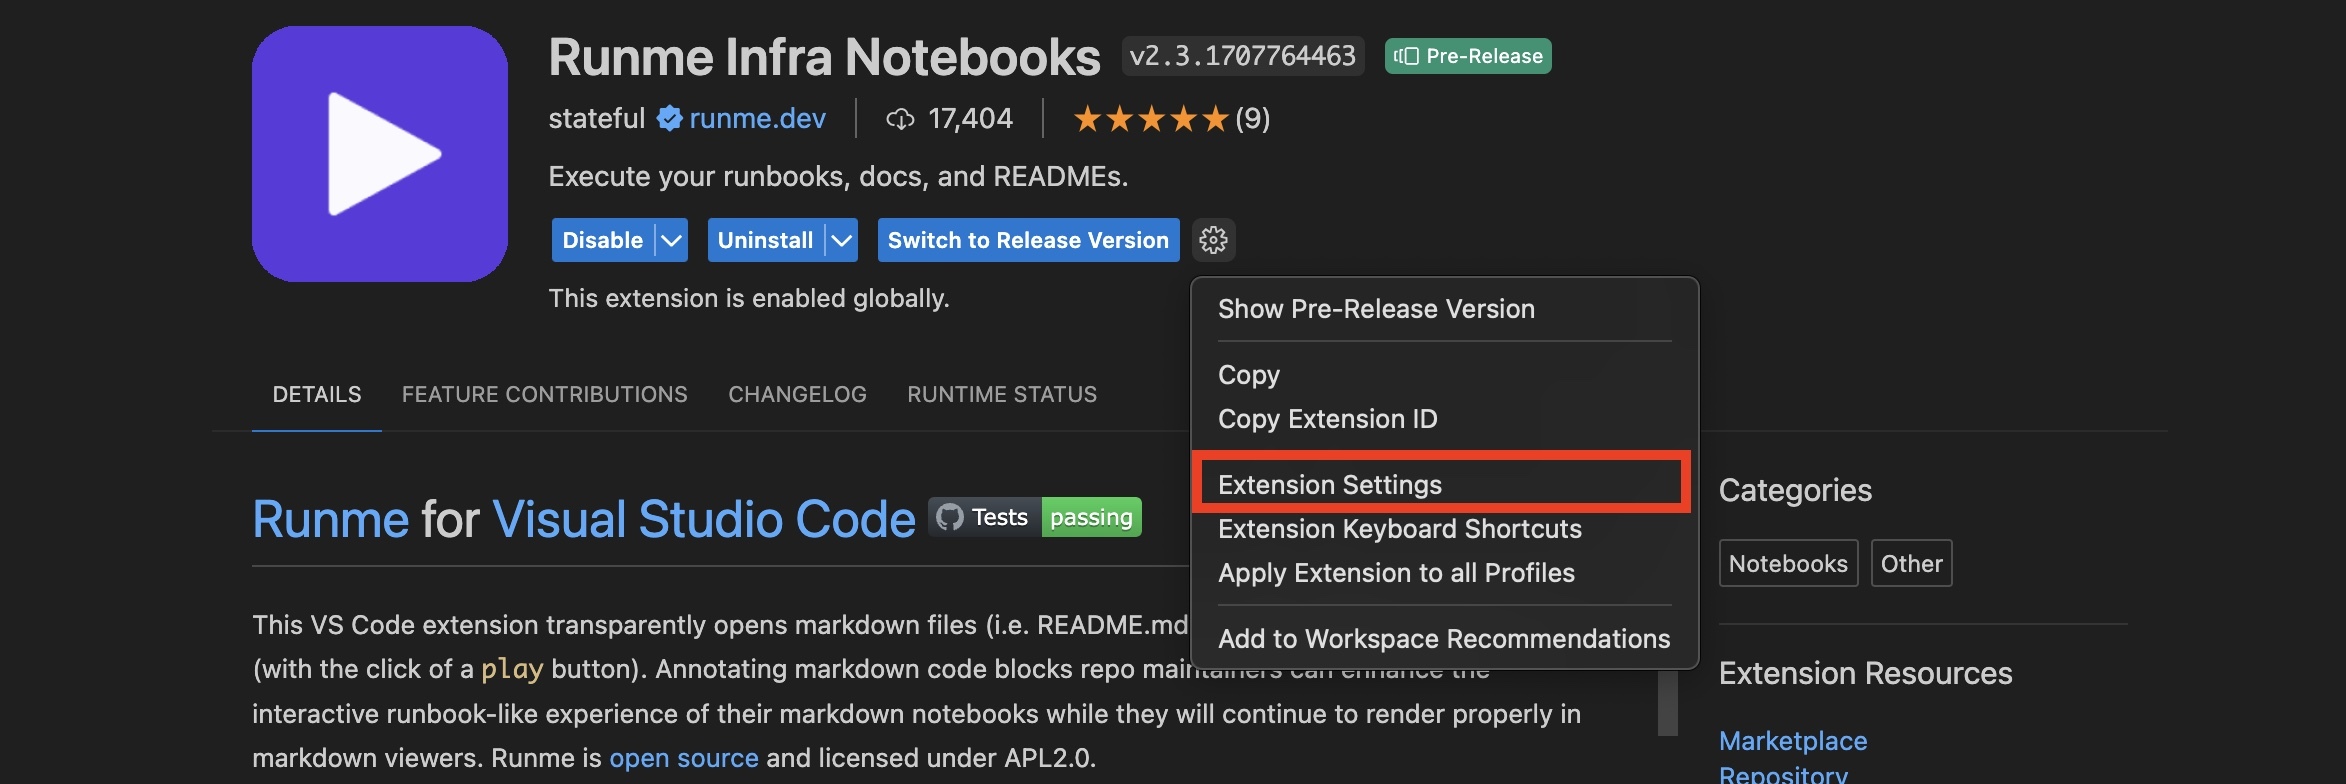 Runme Infra Notebooks v2.3.1707764463 Pre-Release
stateful runme.dev 17,404 (9)
Execute your runbooks, docs, and READMEs.
Disable Uninstall Switch to Release Version
This extension is enabled globally.
Show Pre-Release Version
Copy
Copy Extension ID
Extension Settings
Extension Keyboard Shortcuts
Apply Extension to all Profiles
Add to Workspace Recommendations
DETAILS FEATURE CONTRIBUTIONS CHANGELOG RUNTIME STATUS
Runme for Visual Studio Code Tests passing
This VS Code extension transparently opens markdown files (i.e. README.md
(with the click of a play button). Annotating markdown code blocks repo maintainers can enhance the
interactive runbook-like experience of their markdown notebooks while they will continue to render properly in
markdown viewers. Runme is open source and licensed under APL2.0.
Categories
Notebooks Other
Extension Resources
Marketplace
Repository